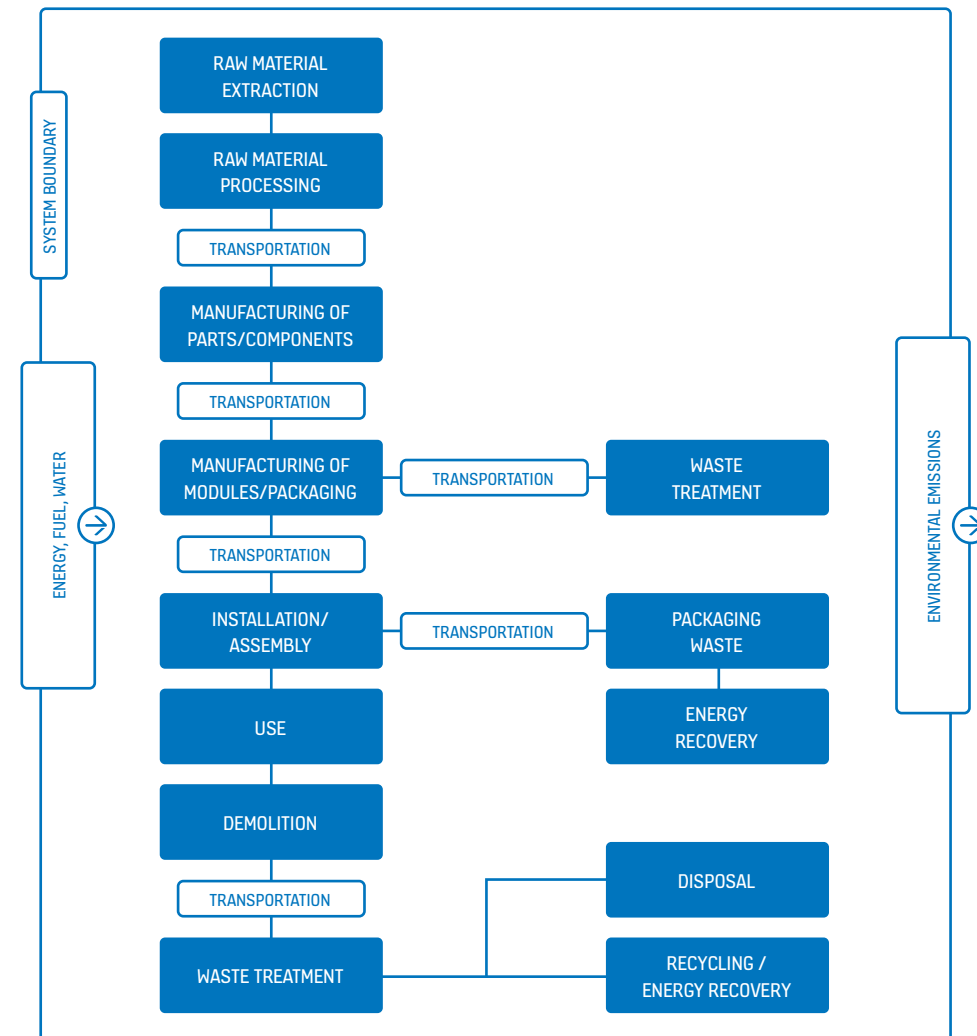 RAW MATERIAL
EXTRACTION
SYSTEM BOUNDARY
RAW MATERIAL
PROCESSING
TRANSPORTATION
MANUFACTURING OF
PARTS/COMPONENTS
TRANSPORTATION
ENERGY, FUEL, WATER
MANUFACTURING OF
MODULES/PACKAGING
TRANSPORTATION
WASTE
TREATMENT
ENVIRONMENTAL EMISSIONS
TRANSPORTATION
INSTALLATION/
ASSEMBLY
TRANSPORTATION
PACKAGING
WASTE
USE
ENERGY
RECOVERY
DEMOLITION
TRANSPORTATION
DISPOSAL
WASTE TREATMENT
RECYCLING /
ENERGY RECOVERY